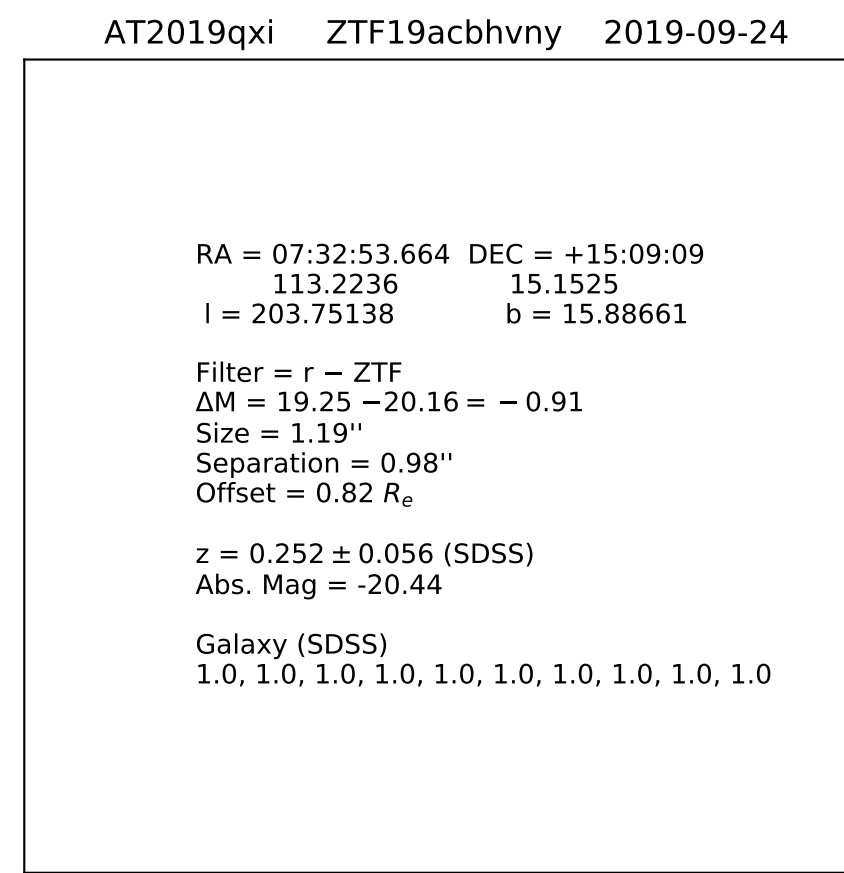 AT2019qxi ZTF19acbhvny 2019-09-24
RA = 07:32:53.664 DEC = +15:09:09
113.2236 15.1525
l = 203.75138 b = 15.88661
Filter = r − ZTF
ΔM = 19.25 −20.16 = − 0.91
Size = 1.19''
Separation = 0.98''
Offset = 0.82 Rₑ
z = 0.252 ± 0.056 (SDSS)
Abs. Mag = -20.44
Galaxy (SDSS)
1.0, 1.0, 1.0, 1.0, 1.0, 1.0, 1.0, 1.0, 1.0, 1.0